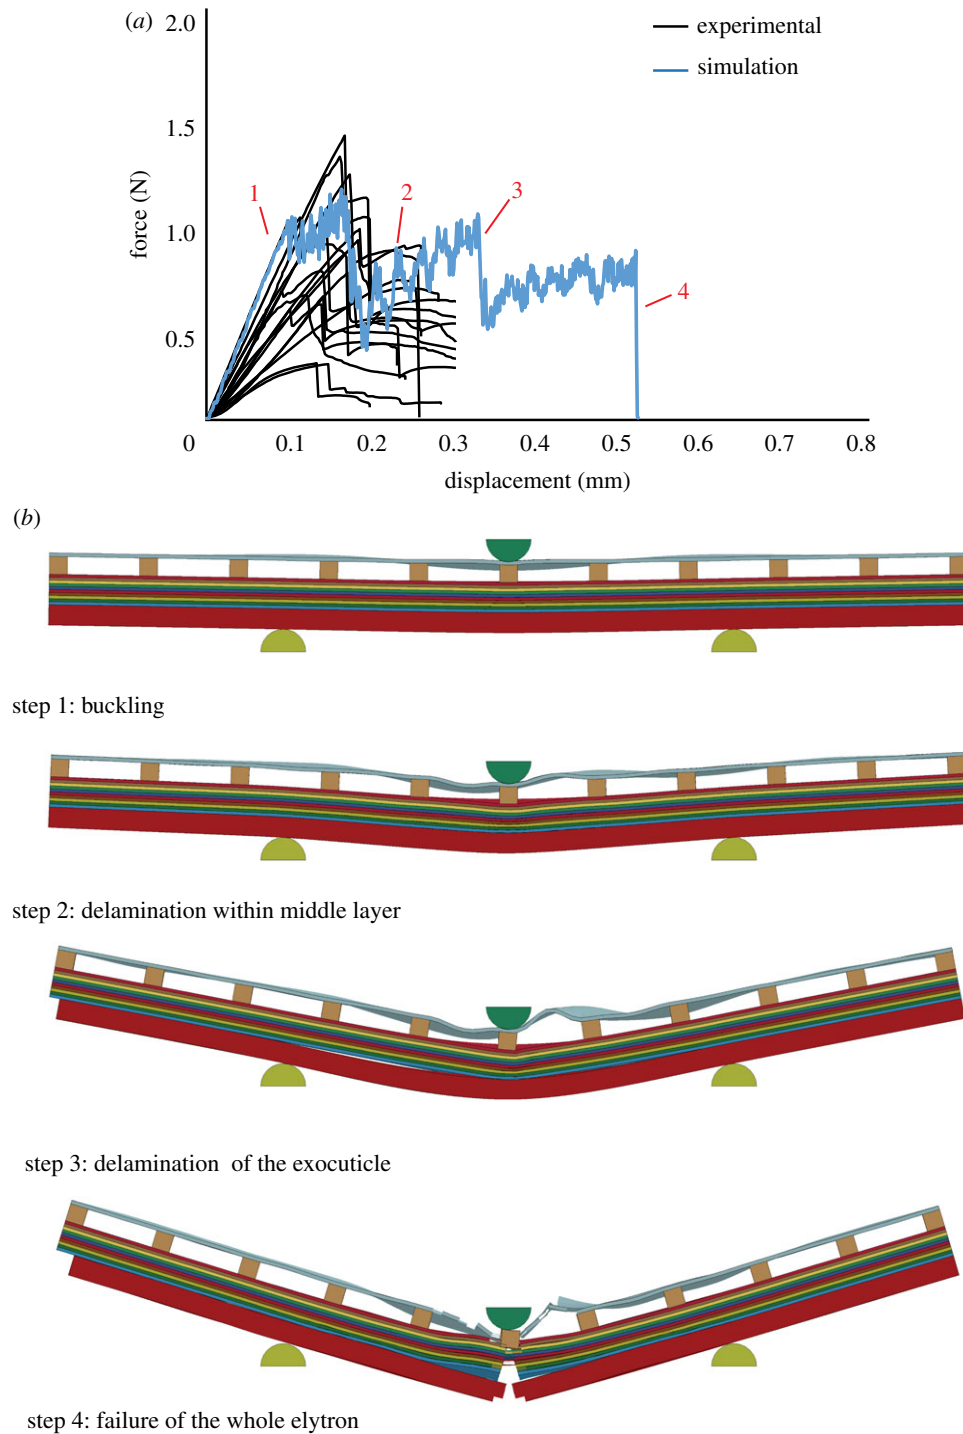 (a)
2.0
1.5
1.0
0.5
0
force (N)
experimental
simulation
1
2
3
4
0.1 0.2 0.3 0.4 0.5 0.6 0.7 0.8
displacement (mm)
(b)
step 1: buckling
step 2: delamination within middle layer
step 3: delamination of the exocuticle
step 4: failure of the whole elytron